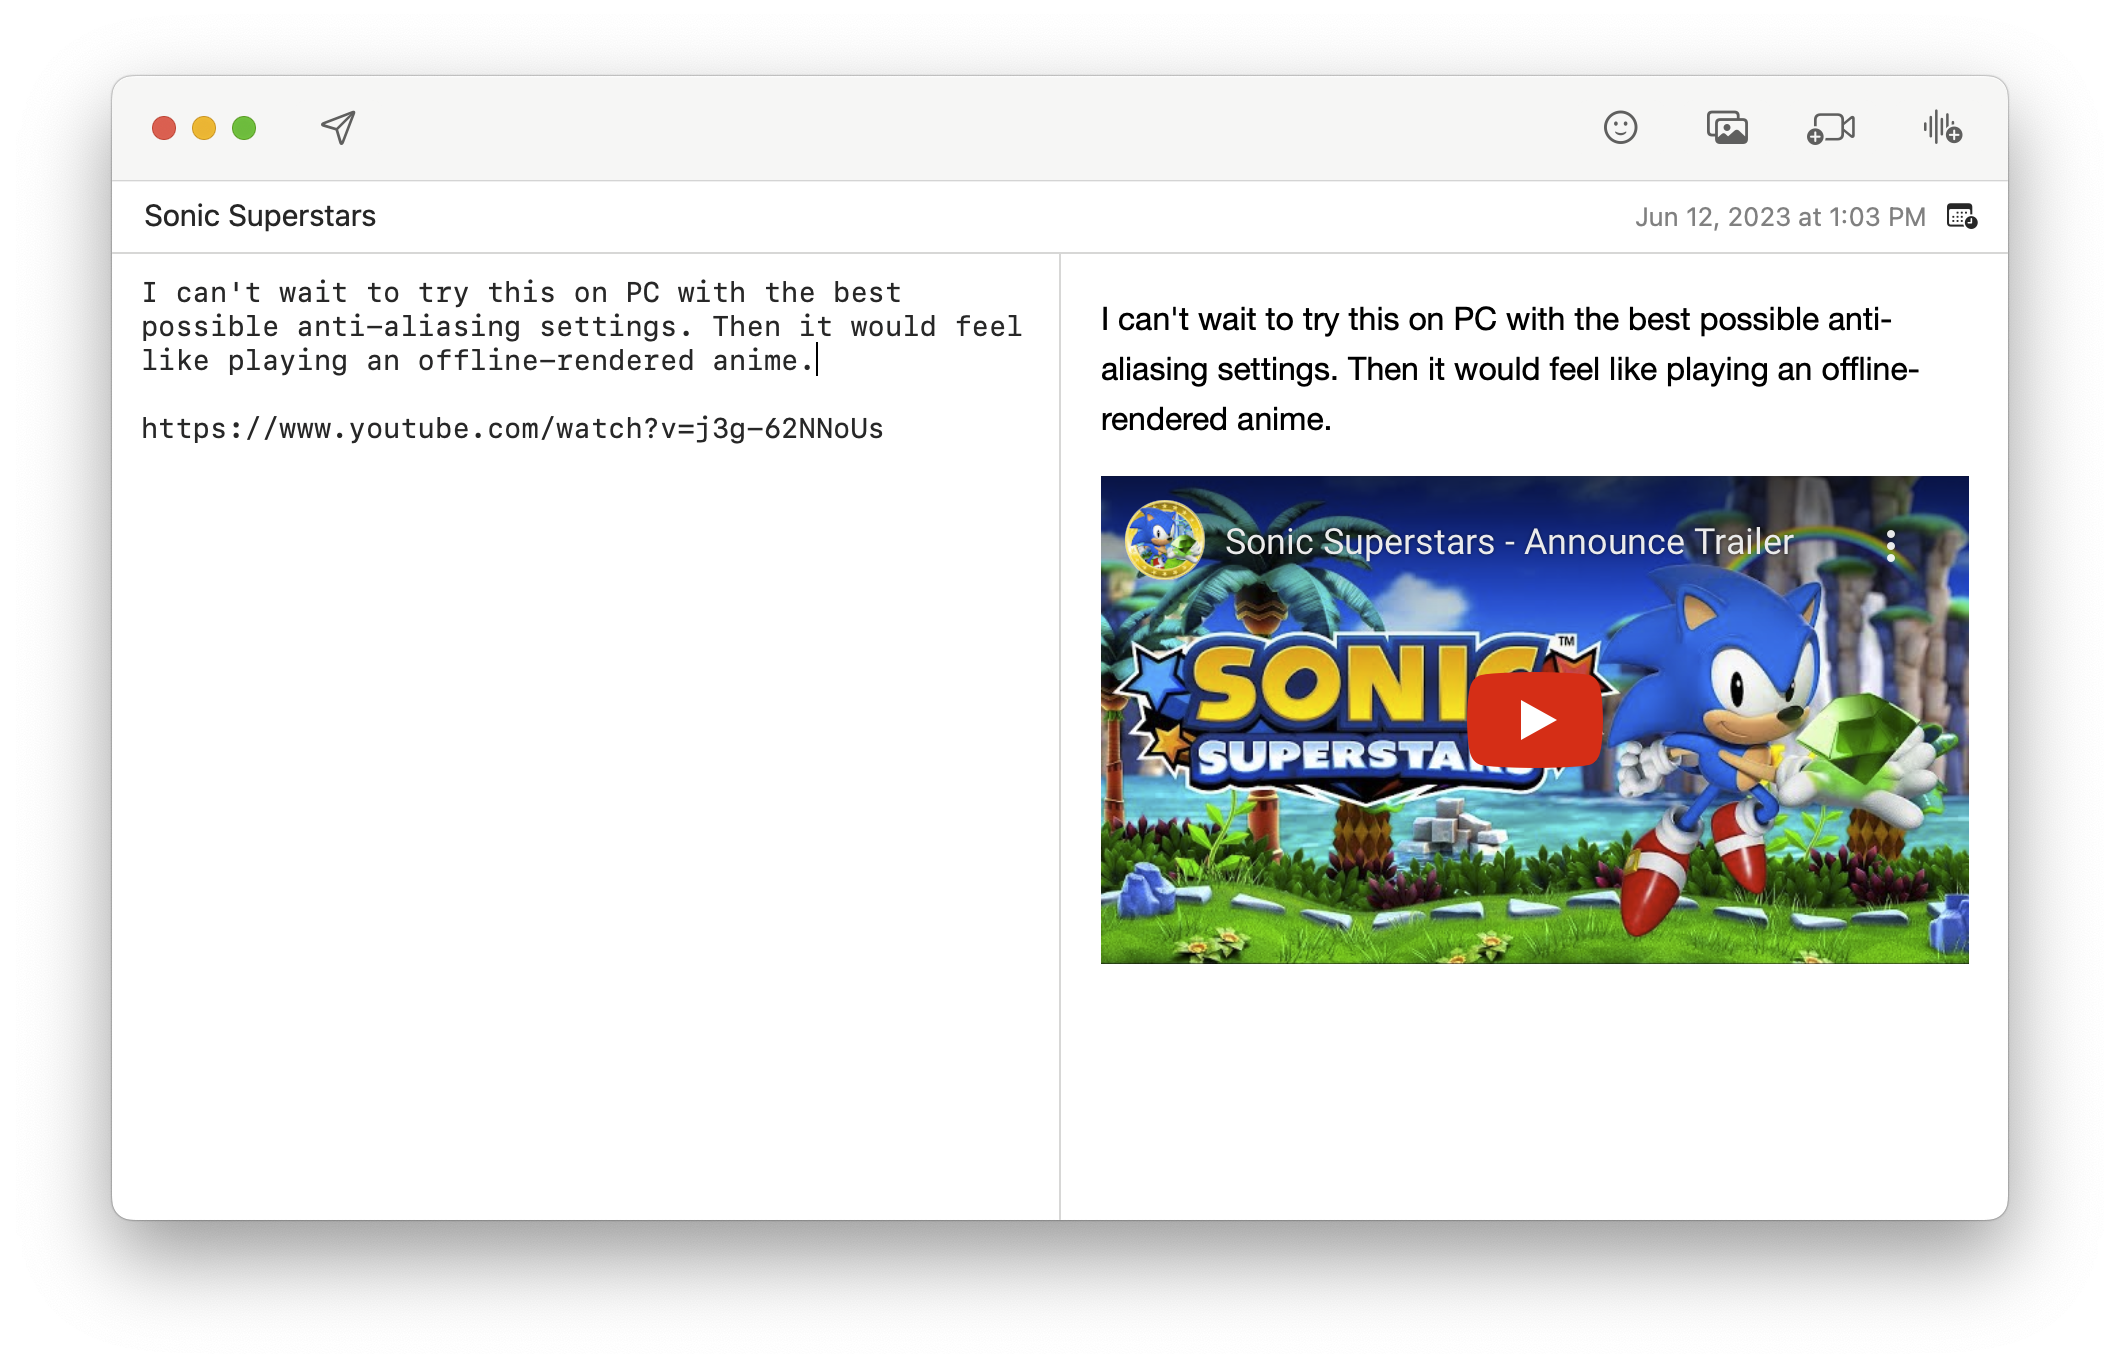 Sonic Superstars
Jun 12, 2023 at 1:03 PM
I can't wait to try this on PC with the best
possible anti-aliasing settings. Then it would feel
like playing an offline-rendered anime.
https://www.youtube.com/watch?v=j3g-62NNoUs
I can't wait to try this on PC with the best possible anti-
aliasing settings. Then it would feel like playing an offline-
rendered anime.
Sonic Superstars - Announce Trailer
SONIC TM
SUPERSTARS